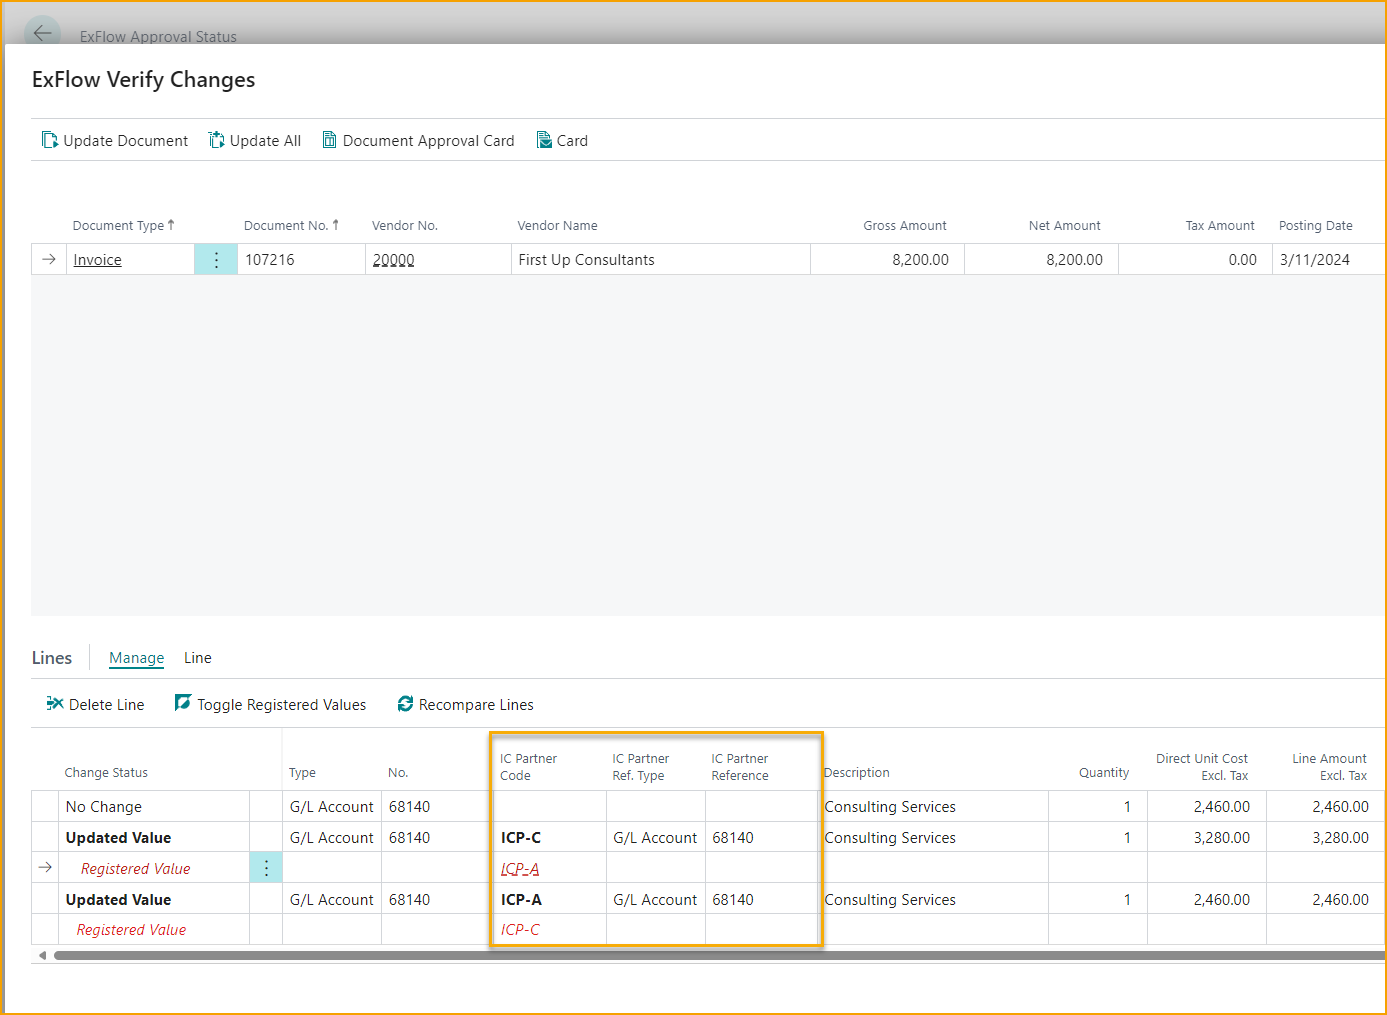 ExFlow Approval Status
ExFlow Verify Changes
Update Document Update All Document Approval Card Card
Document Type ↑ Document No. ↑ Vendor No. Vendor Name Gross Amount Net Amount Tax Amount Posting Date
Invoice 107216 20000 First Up Consultants 8,200.00 8,200.00 0.00 3/11/2024
Lines Manage Line
Delete Line Toggle Registered Values Recompare Lines
Change Status Type No. IC Partner Code IC Partner Ref. Type IC Partner Reference Description Quantity Direct Unit Cost Excl. Tax Line Amount Excl. Tax
No Change G/L Account 68140 Consulting Services 1 2,460.00 2,460.00
Updated Value G/L Account 68140 ICP-C G/L Account 68140 Consulting Services 1 3,280.00 3,280.00
Registered Value ICP-A
Updated Value G/L Account 68140 ICP-A G/L Account 68140 Consulting Services 1 2,460.00 2,460.00
Registered Value ICP-C